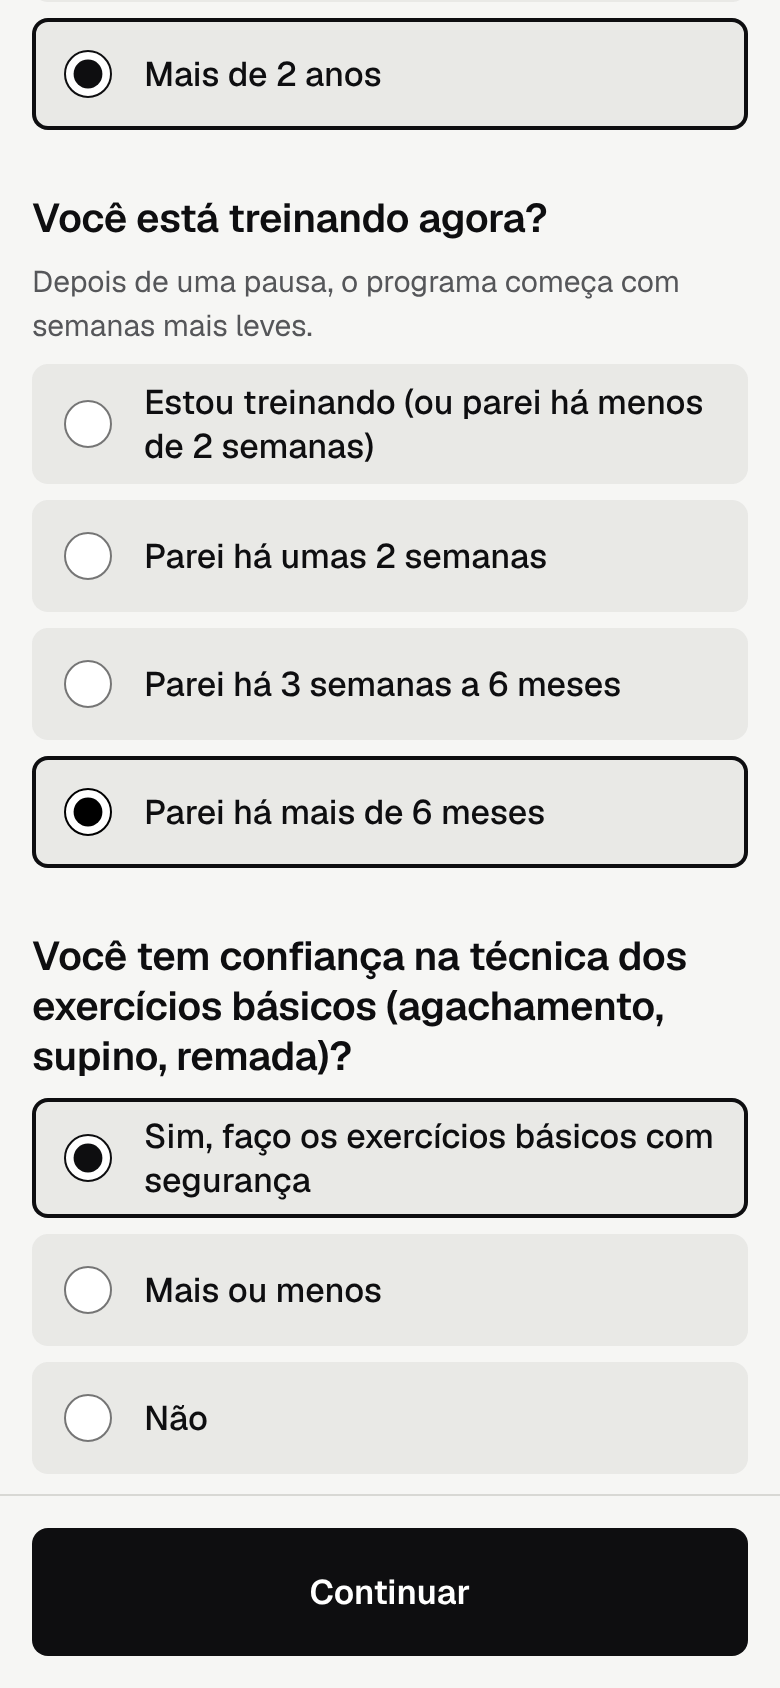 Mais de 2 anos
Você está treinando agora?
Depois de uma pausa, o programa começa com
semanas mais leves.
Estou treinando (ou parei há menos
de 2 semanas)
Parei há umas 2 semanas
Parei há 3 semanas a 6 meses
Parei há mais de 6 meses
Você tem confiança na técnica dos
exercícios básicos (agachamento,
supino, remada)?
Sim, faço os exercícios básicos com
segurança
Mais ou menos
Não
Continuar